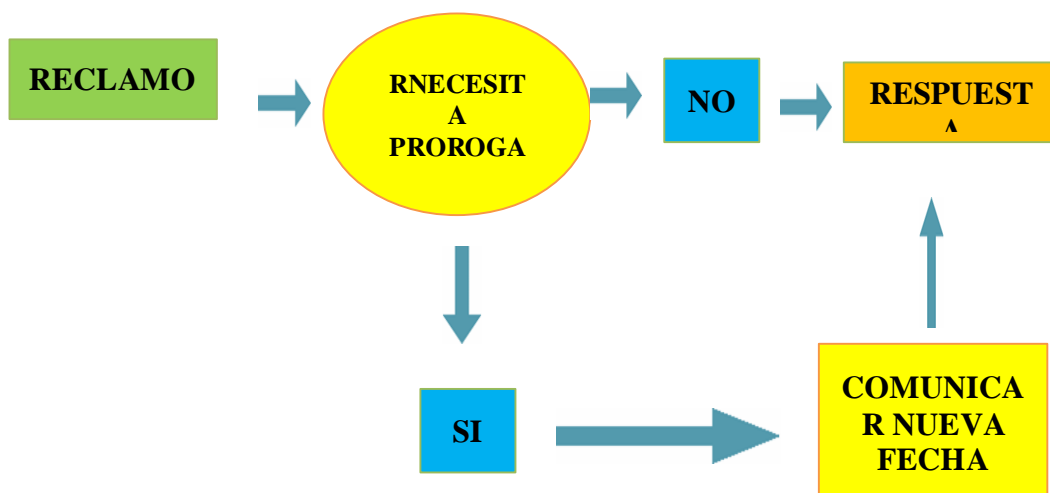 RECLAMO
RNECESIT
A
PROROGA
NO
RESPUEST
A
SI
COMUNICA
R NUEVA
FECHA